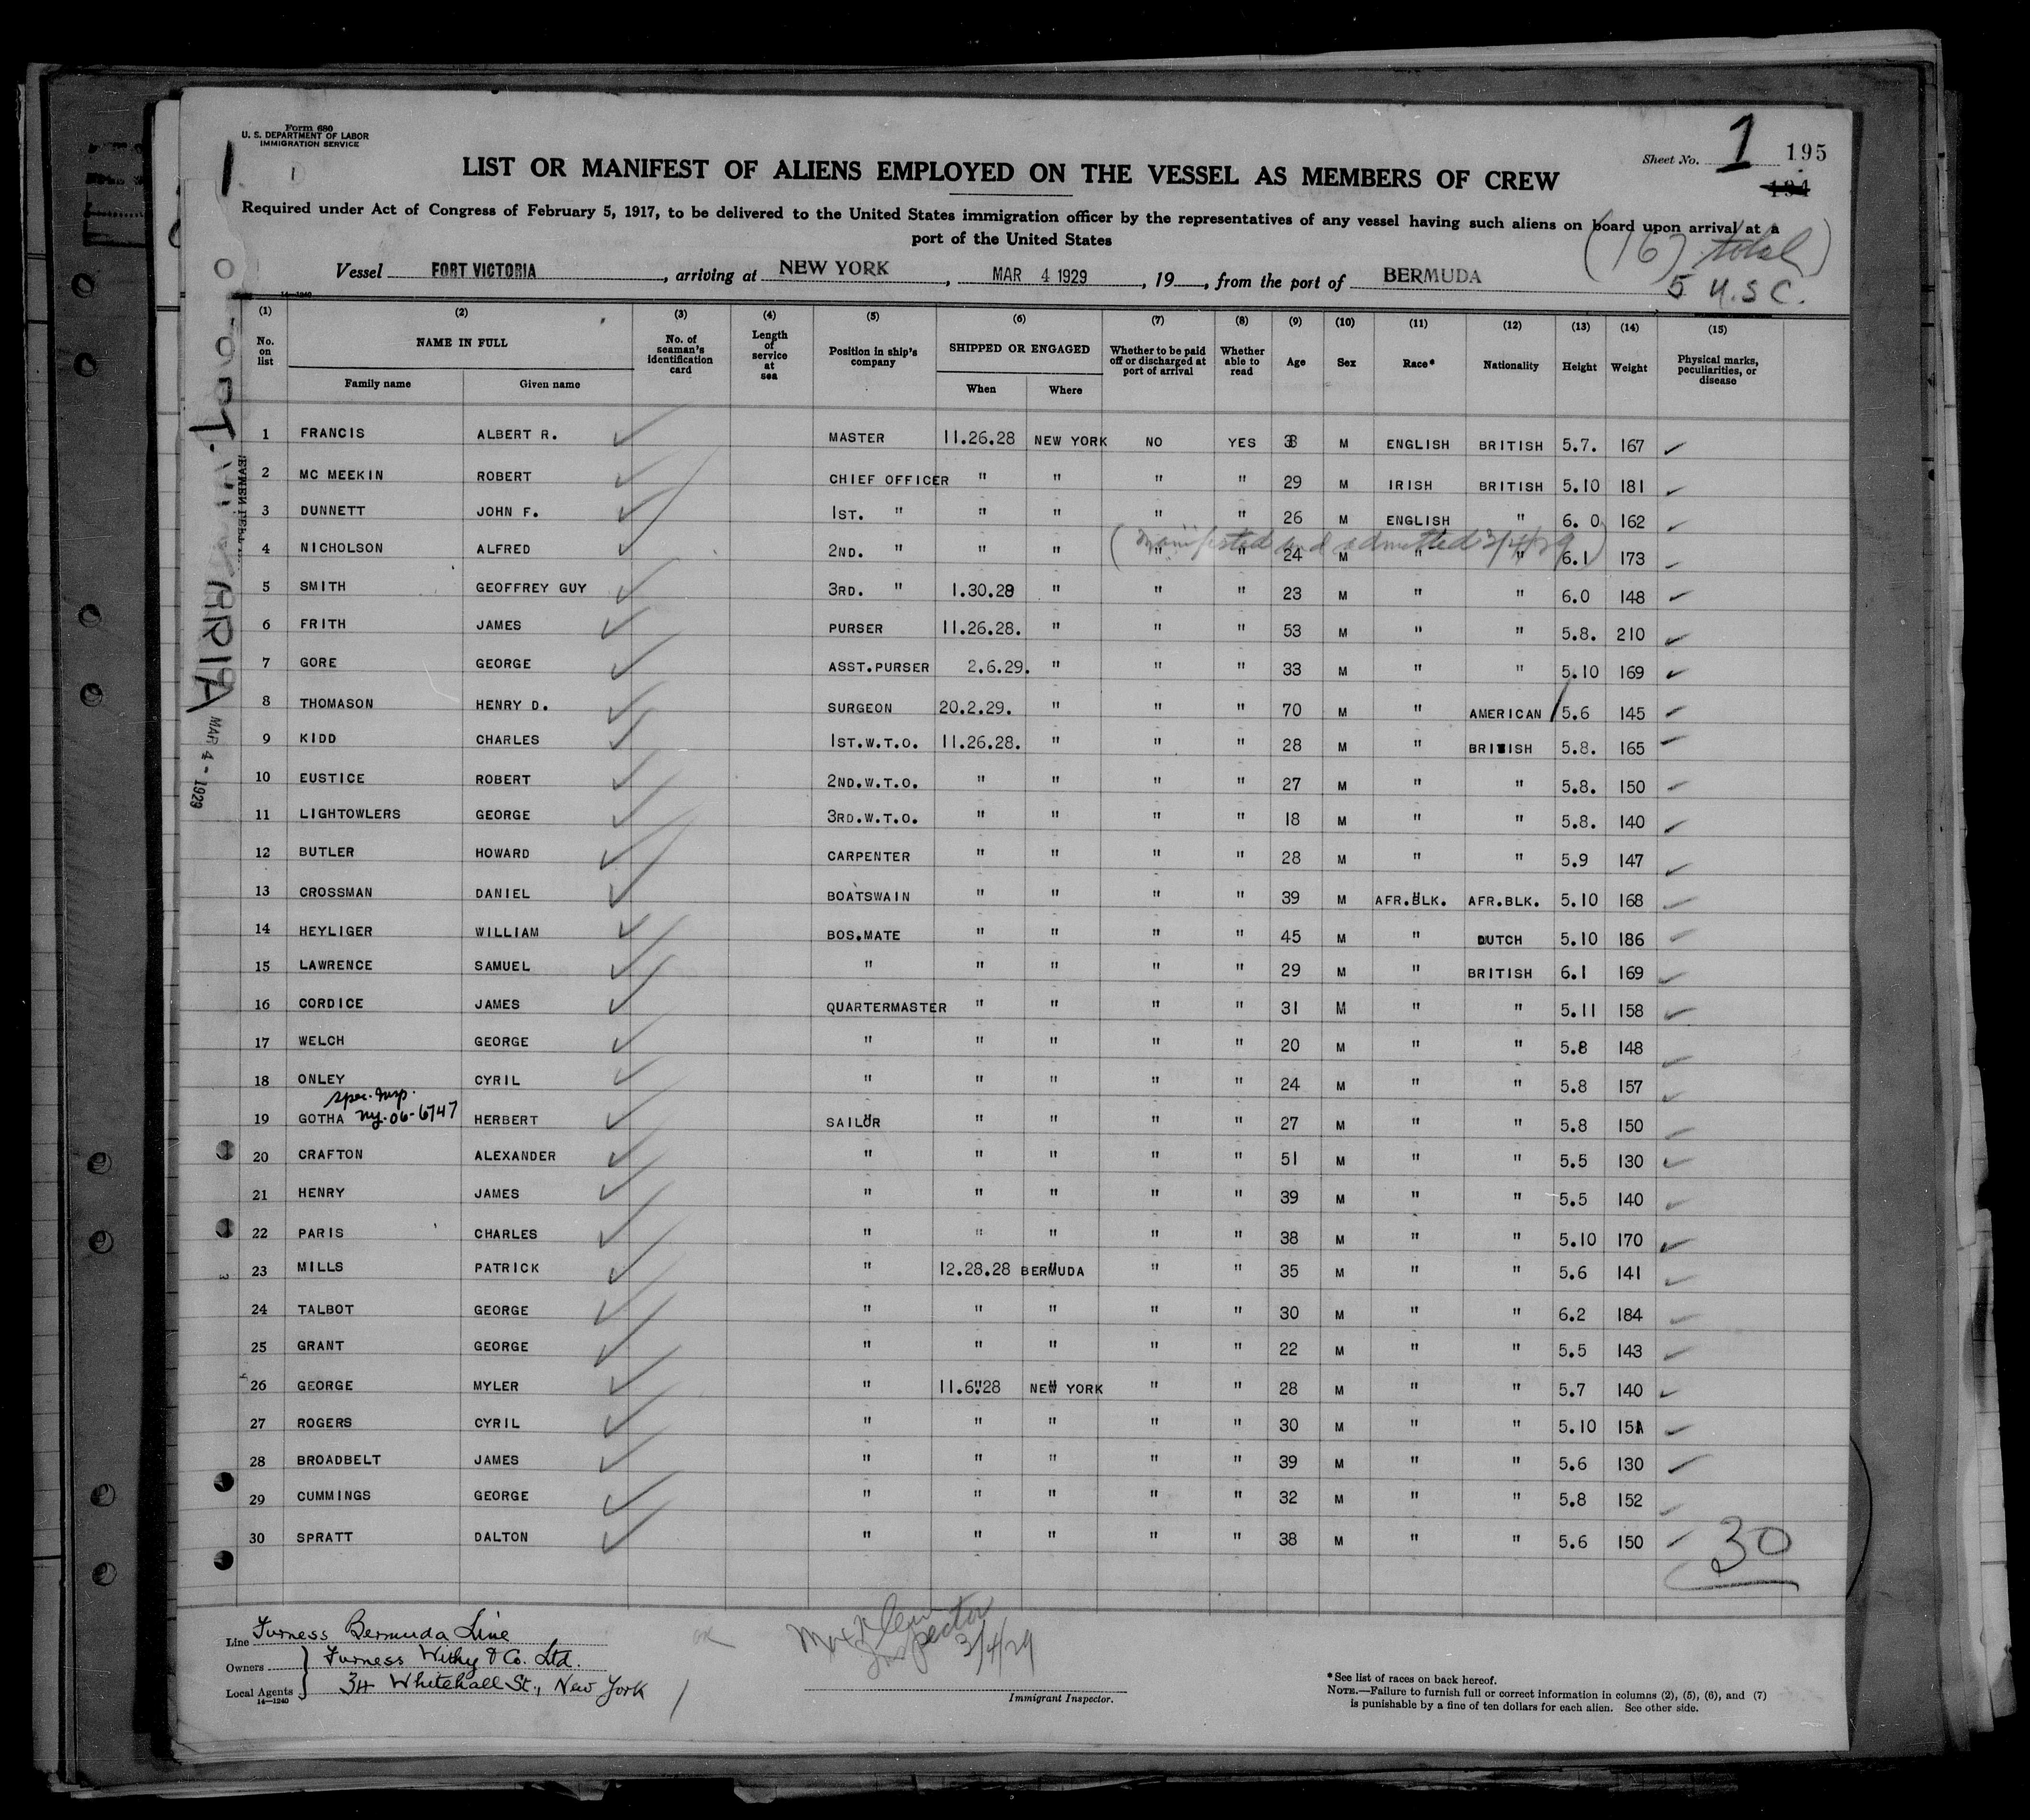 Form 680
U. S. DEPARTMENT OF LABOR
IMMIGRATION SERVICE
Sheet No. 1 195
194
LIST OR MANIFEST OF ALIENS EMPLOYED ON THE VESSEL AS MEMBERS OF CREW
Required under Act of Congress of February 5, 1917, to be delivered to the United States immigration officer by the representatives of any vessel having such aliens on board upon arrival at a
port of the United States
(16) total
Vessel FORT VICTORIA, arriving at NEW YORK, MAR 4 1929, 19, from the port of BERMUDA
5 U.S C.
14—1240
(1) (2) (3) (4) (5) (6) (7) (8) (9) (10) (11) (12) (13) (14) (15)
No. on list NAME IN FULL No. of seaman's identification card Length of service at sea Position in ship's company SHIPPED OR ENGAGED Whether to be paid off or discharged at port of arrival Whether able to read Age Sex Race* Nationality Height Weight Physical marks, peculiarities, or disease
Family name Given name When Where
1 FRANCIS ALBERT R. MASTER 11.26.28 NEW YORK NO YES M ENGLISH BRITISH 5.7. 167
2 MC MEEKIN ROBERT CHIEF OFFICER " " " " 29 M IRISH BRITISH 5.10 181
3 DUNNETT JOHN F. 1ST. " " " " " 26 M ENGLISH " 6. 0 162
(manifested and admitted 3/4/29)
4 NICHOLSON ALFRED 2ND. " " " " " 24 M " " 6.1 173
5 SMITH GEOFFREY GUY 3RD. " 1.30.28 " " " 23 M " " 6.0 148
6 FRITH JAMES PURSER 11.26.28. " " " 53 M " " 5.8. 210
7 GORE GEORGE ASST.PURSER 2.6.29. " " " 33 M " " 5.10 169
8 THOMASON HENRY D. SURGEON 20.2.29. " " " 70 M " AMERICAN 5.6 145
9 KIDD CHARLES 1ST.W.T.O. 11.26.28. " " " 28 M " BRITISH 5.8. 165
10 EUSTICE ROBERT 2ND.W.T.O. " " " " 27 M " " 5.8. 150
11 LIGHTOWLERS GEORGE 3RD.W.T.O. " " " " 18 M " " 5.8. 140
12 BUTLER HOWARD CARPENTER " " " " 28 M " " 5.9 147
13 CROSSMAN DANIEL BOATSWAIN " " " " 39 M AFR.BLK. AFR.BLK. 5.10 168
14 HEYLIGER WILLIAM BOS.MATE " " " " 45 M " DUTCH 5.10 186
15 LAWRENCE SAMUEL " " " " " 29 M " BRITISH 6.1 169
16 CORDICE JAMES QUARTERMASTER " " " " 31 M " " 5.11 158
17 WELCH GEORGE " " " " " 20 M " " 5.8 148
18 ONLEY CYRIL " " " " " 24 M " " 5.8 157
spec. insp.
19 GOTHA ny. 06-6747 HERBERT SAILOR " " " " 27 M " " 5.8 150
20 CRAFTON ALEXANDER " " " " " 51 M " " 5.5 130
21 HENRY JAMES " " " " " 39 M " " 5.5 140
22 PARIS CHARLES " " " " " 38 M " " 5.10 170
23 MILLS PATRICK " 12.28.28 BERMUDA " " 35 M " " 5.6 141
24 TALBOT GEORGE " " " " " 30 M " " 6.2 184
25 GRANT GEORGE " " " " " 22 M " " 5.5 143
26 GEORGE MYLER " 11.6.28 NEW YORK " " 28 M " " 5.7 140
27 ROGERS CYRIL " " " " " 30 M " " 5.10 151
28 BROADBELT JAMES " " " " " 39 M " " 5.6 130
29 CUMMINGS GEORGE " " " " " 32 M " " 5.8 152
30 SPRATT DALTON " " " " " 38 M " " 5.6 150
30
Line Furness Bermuda Line
Owners Furness Withy & Co. Ltd.
Local Agents 34 Whitehall St., New York
14—1240
Inspector
3/4/29
Immigrant Inspector.
*See list of races on back hereof.
NOTE.—Failure to furnish full or correct information in columns (2), (5), (6), and (7)
is punishable by a fine of ten dollars for each alien. See other side.
MAR 4 - 1929